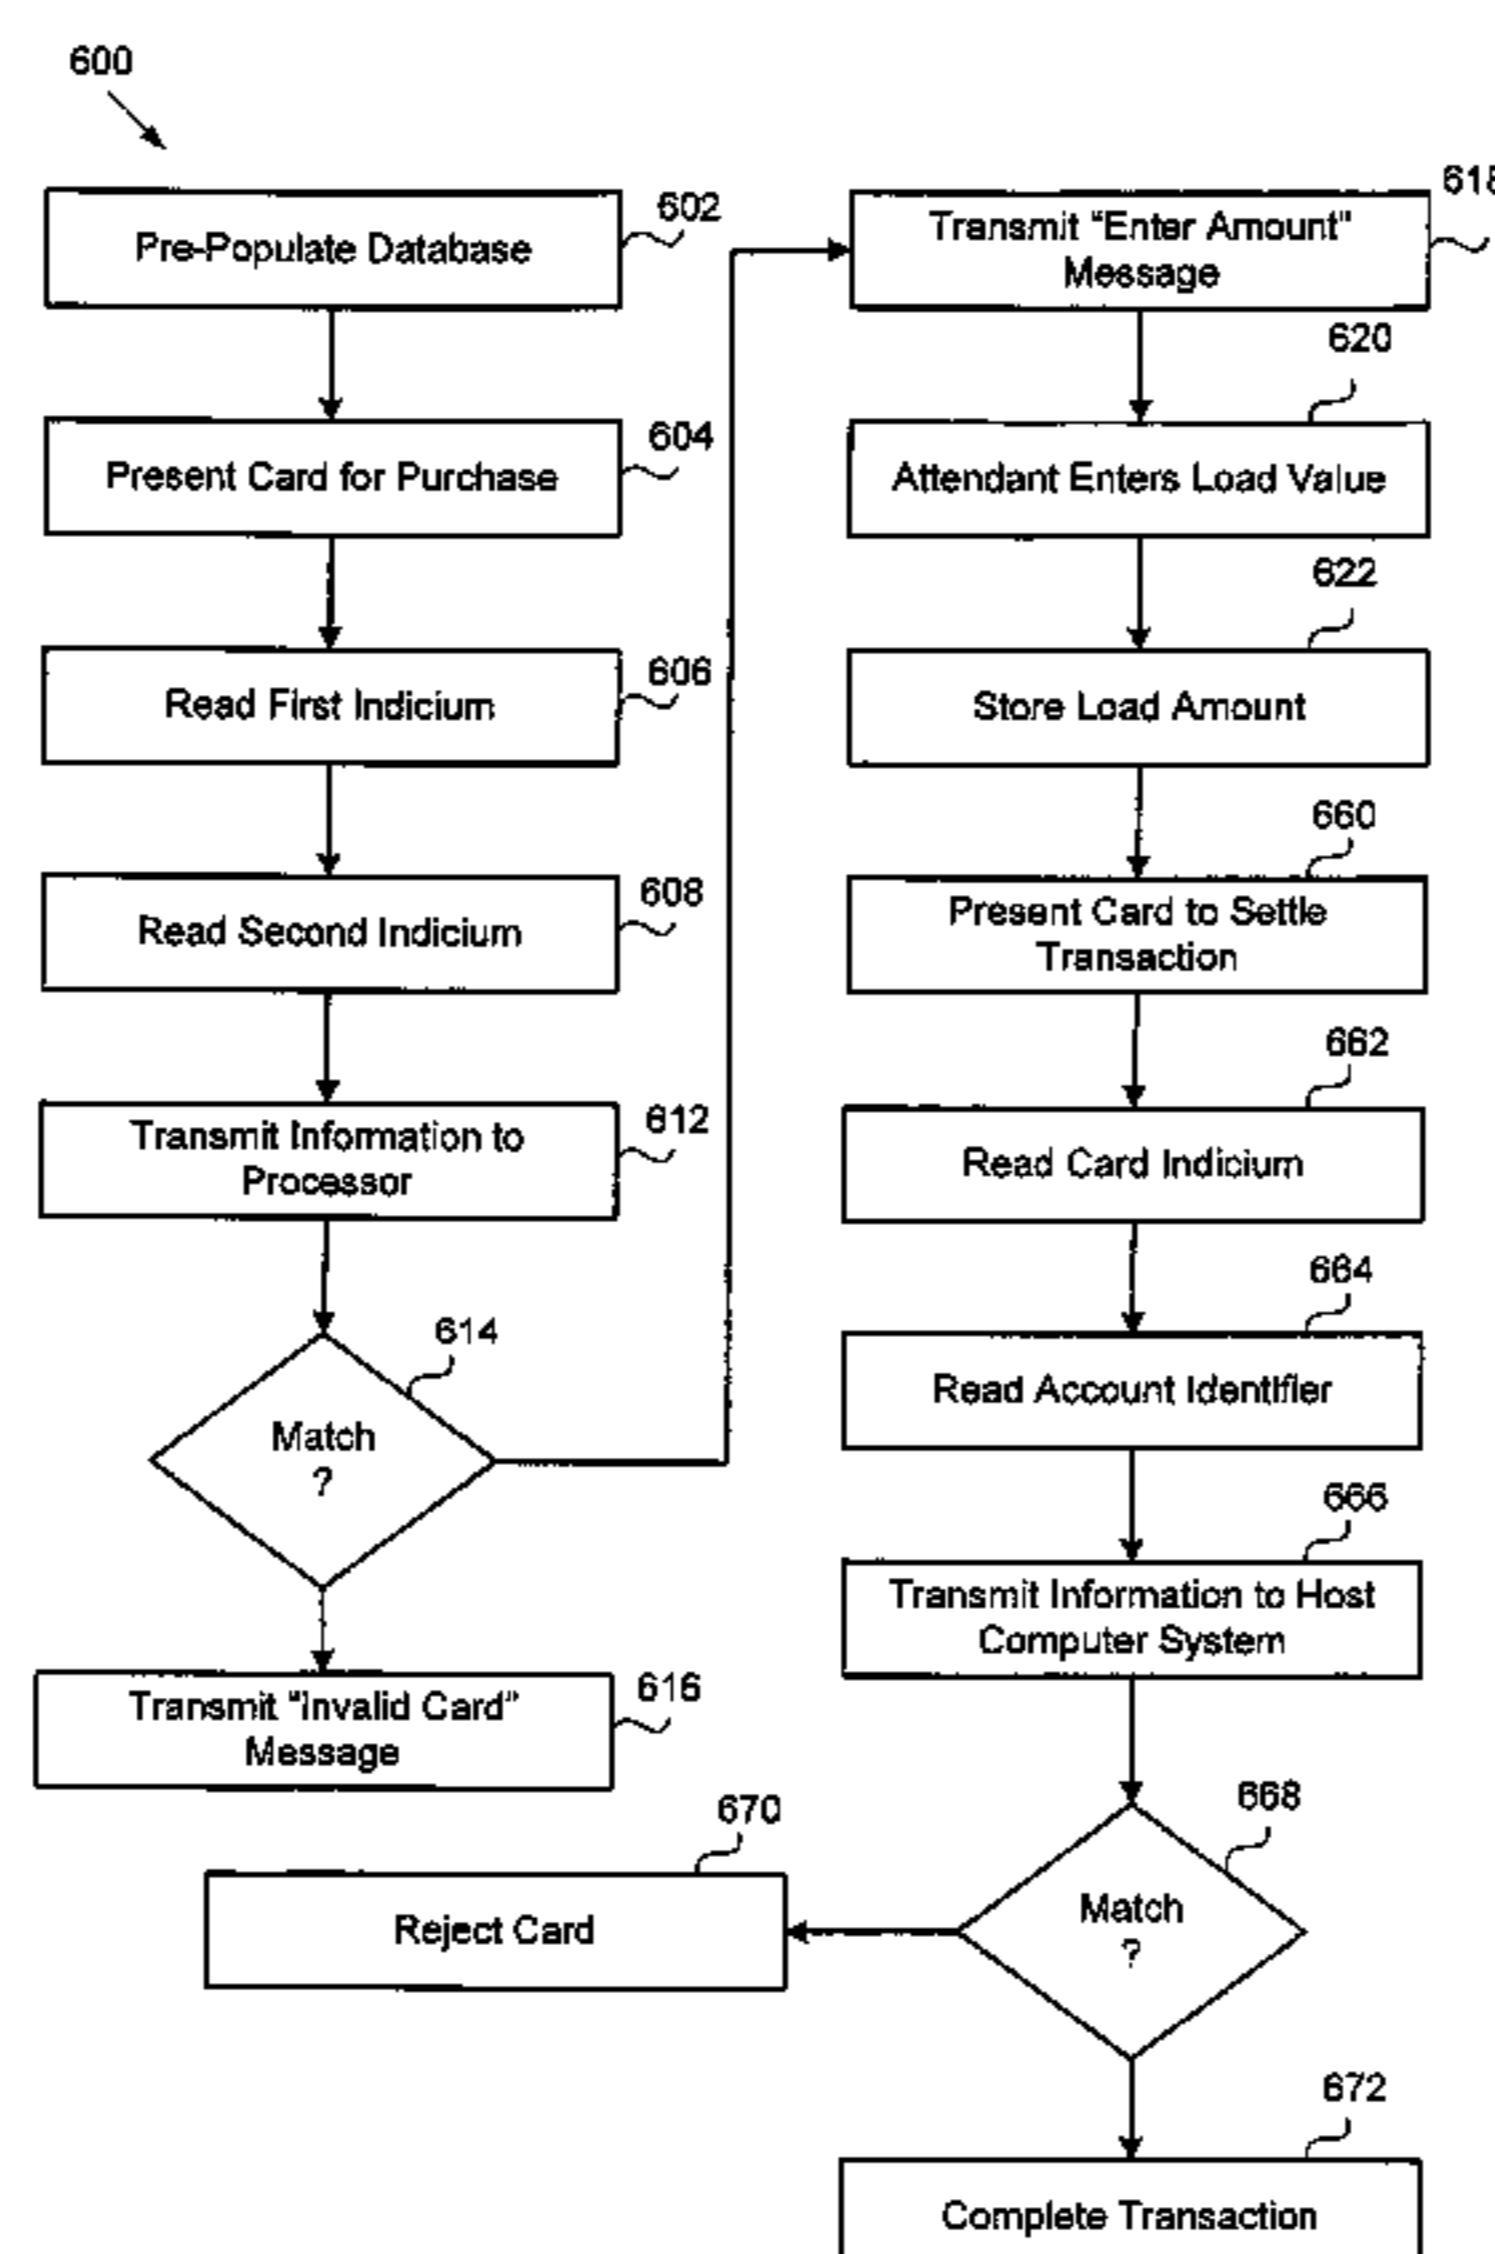 600
Pre-Populate Database
602
Present Card for Purchase
604
Read First Indicium
606
Read Second Indicium
608
Transmit Information to
Processor
612
Match
?
614
Transmit "Invalid Card"
Message
616
Transmit "Enter Amount"
Message
618
620
Attendant Enters Load Value
622
Store Load Amount
660
Present Card to Settle
Transaction
662
Read Card Indicium
664
Read Account Identifier
666
Transmit Information to Host
Computer System
668
Match
?
670
Reject Card
672
Complete Transaction